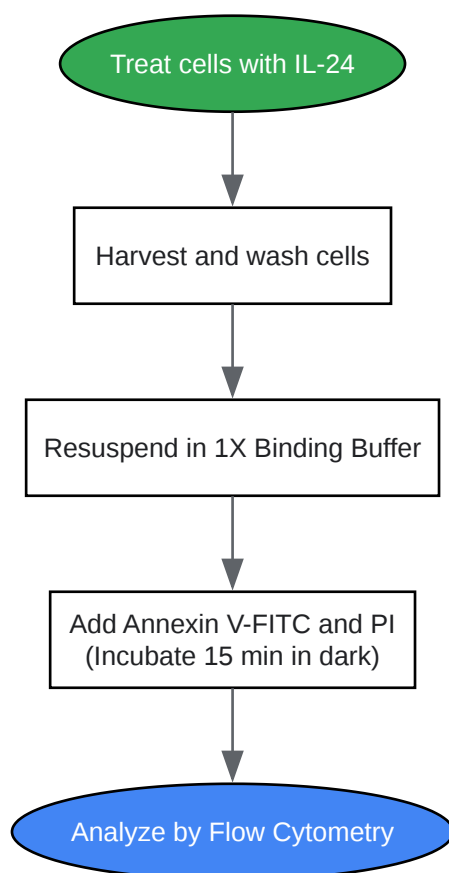 Treat cells with IL-24
Harvest and wash cells
Resuspend in 1X Binding Buffer
Add Annexin V-FITC and PI
(Incubate 15 min in dark)
Analyze by Flow Cytometry